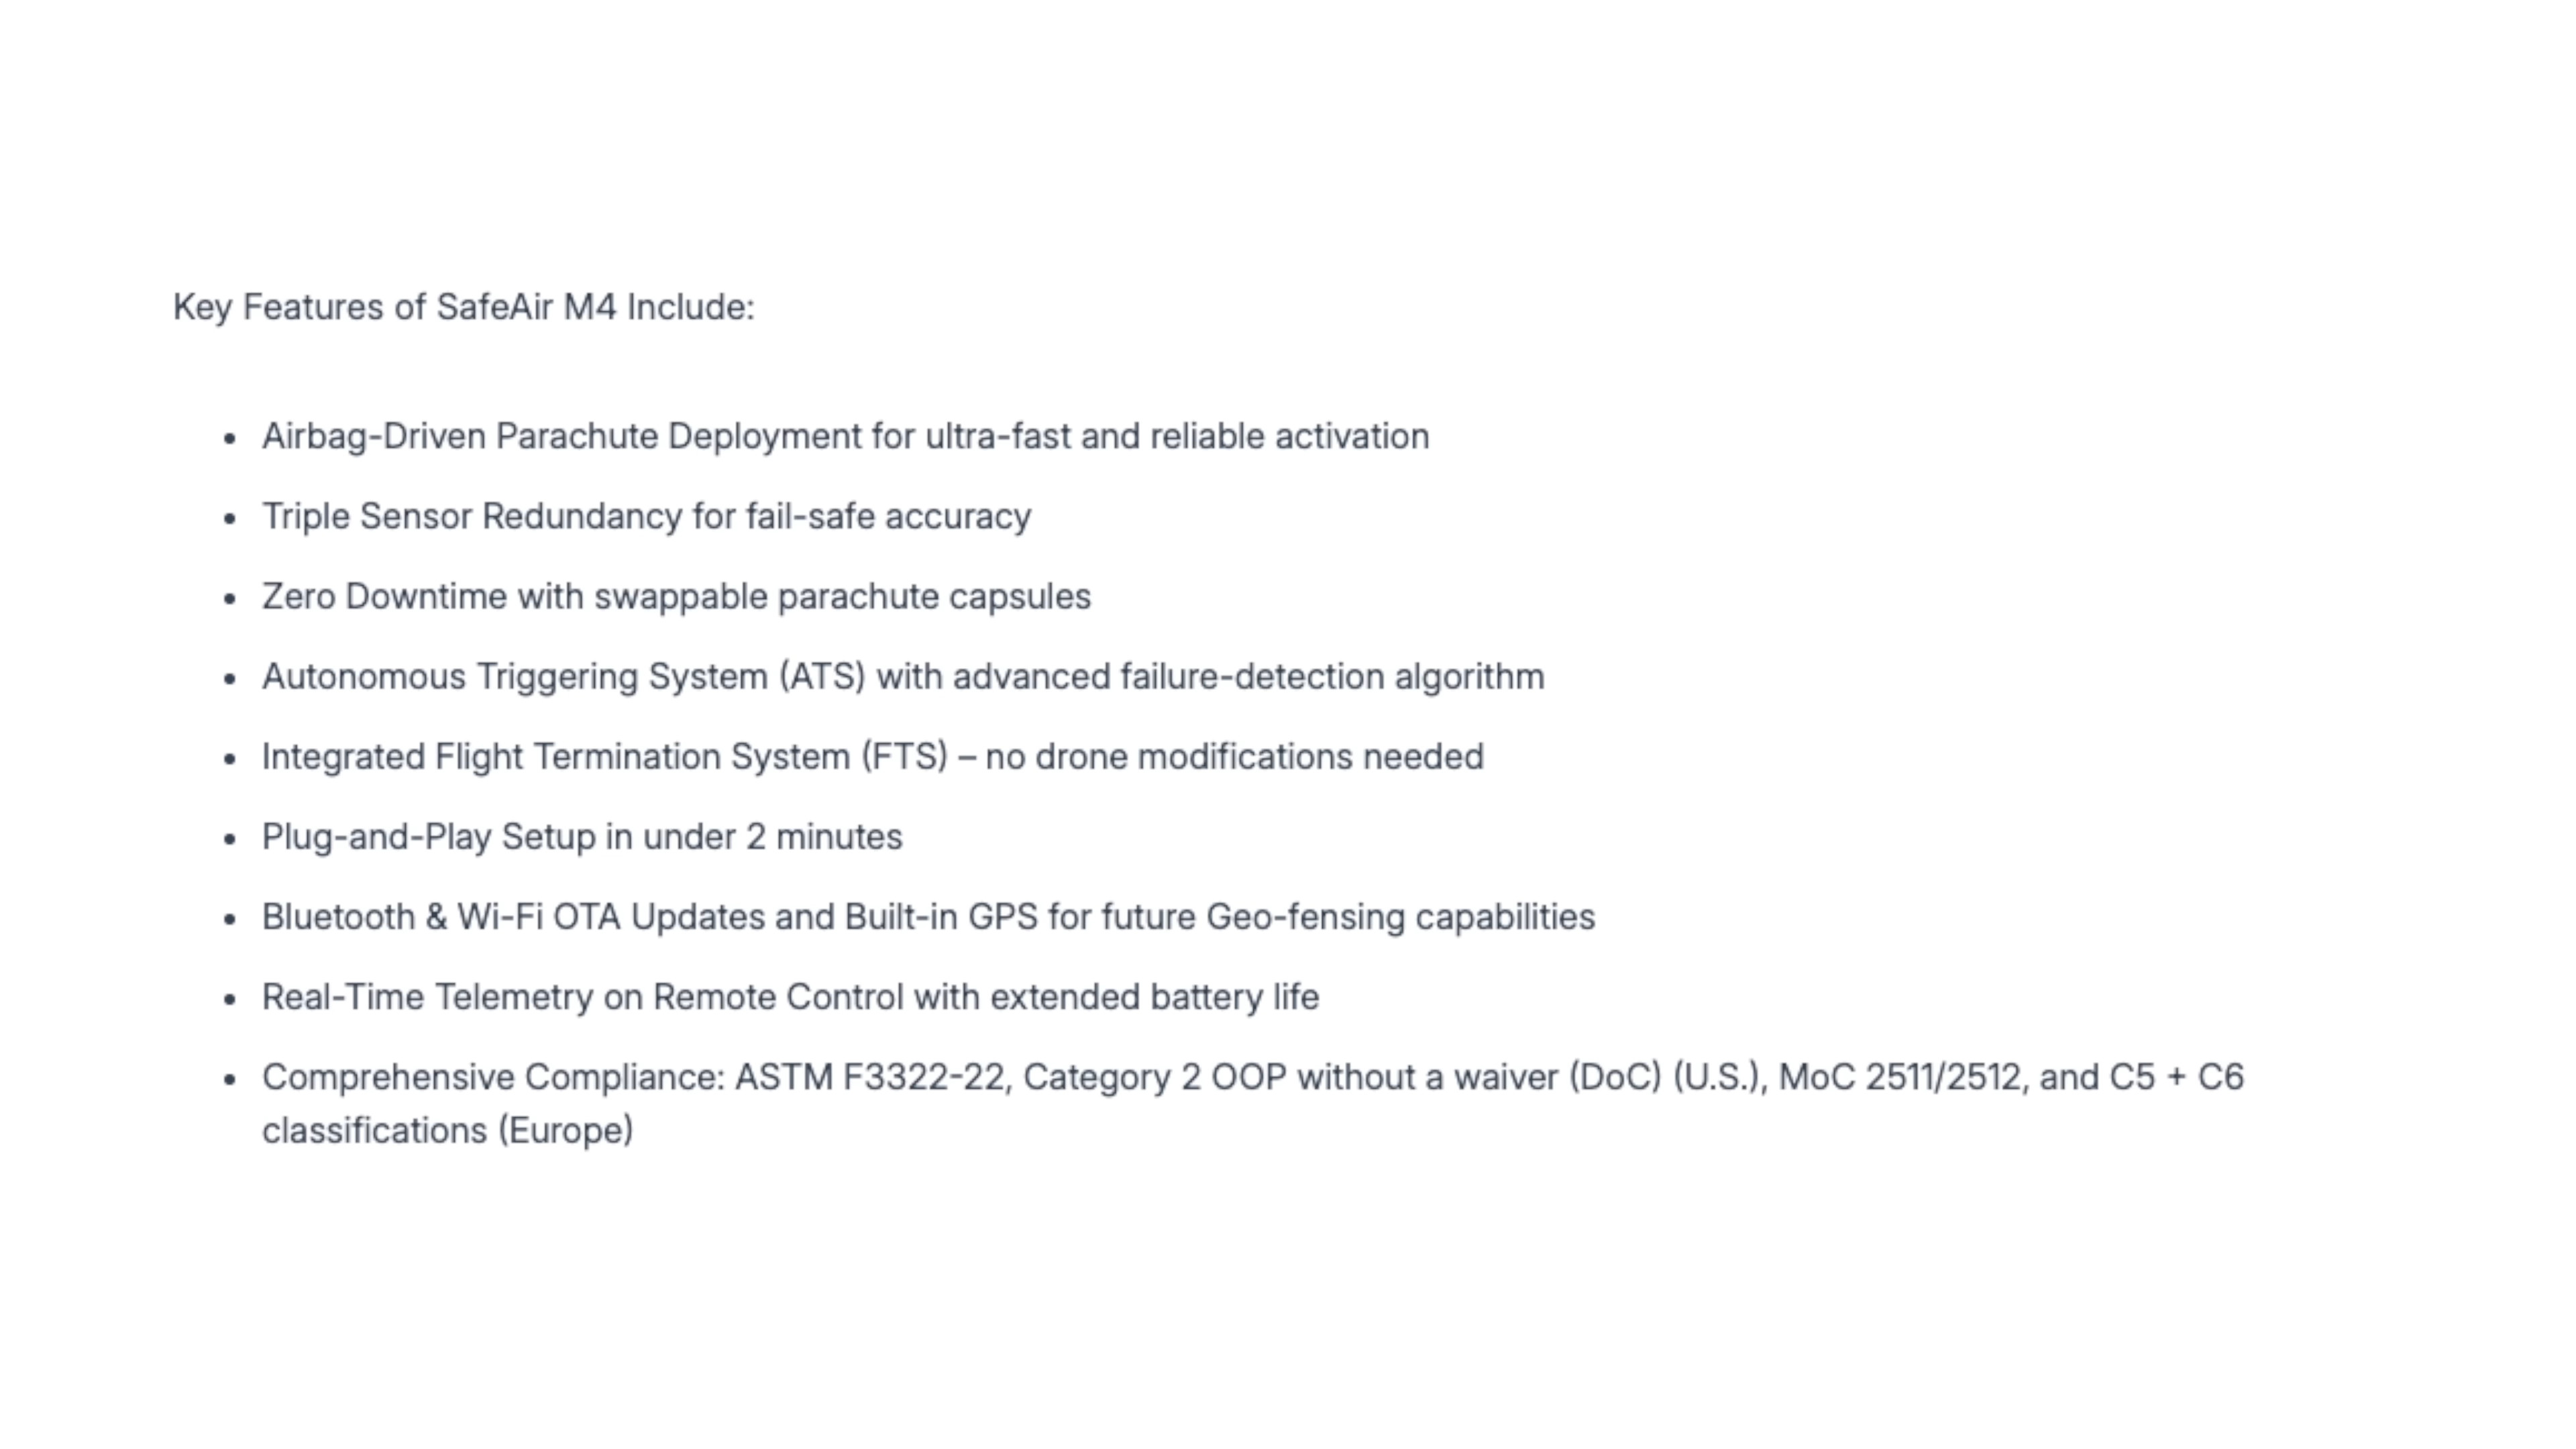 Key Features of SafeAir M4 Include:
• Airbag-Driven Parachute Deployment for ultra-fast and reliable activation
• Triple Sensor Redundancy for fail-safe accuracy
• Zero Downtime with swappable parachute capsules
• Autonomous Triggering System (ATS) with advanced failure-detection algorithm
• Integrated Flight Termination System (FTS) – no drone modifications needed
• Plug-and-Play Setup in under 2 minutes
• Bluetooth & Wi-Fi OTA Updates and Built-in GPS for future Geo-fensing capabilities
• Real-Time Telemetry on Remote Control with extended battery life
• Comprehensive Compliance: ASTM F3322-22, Category 2 OOP without a waiver (DoC) (U.S.), MoC 2511/2512, and C5 + C6
classifications (Europe)